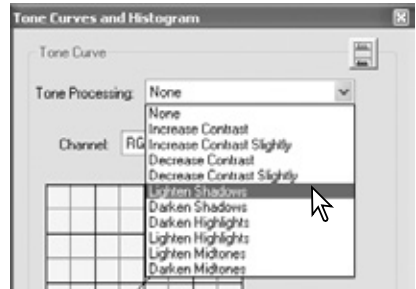 Tone Curves and Histogram
Tone Curve
Tone Processing: None
None
Increase Contrast
Channel: RG Increase Contrast Slightly
Decrease Contrast
Decrease Contrast Slightly
Lighten Shadows
Darken Shadows
Darken Highlights
Lighten Highlights
Lighten Midtones
Darken Midtones